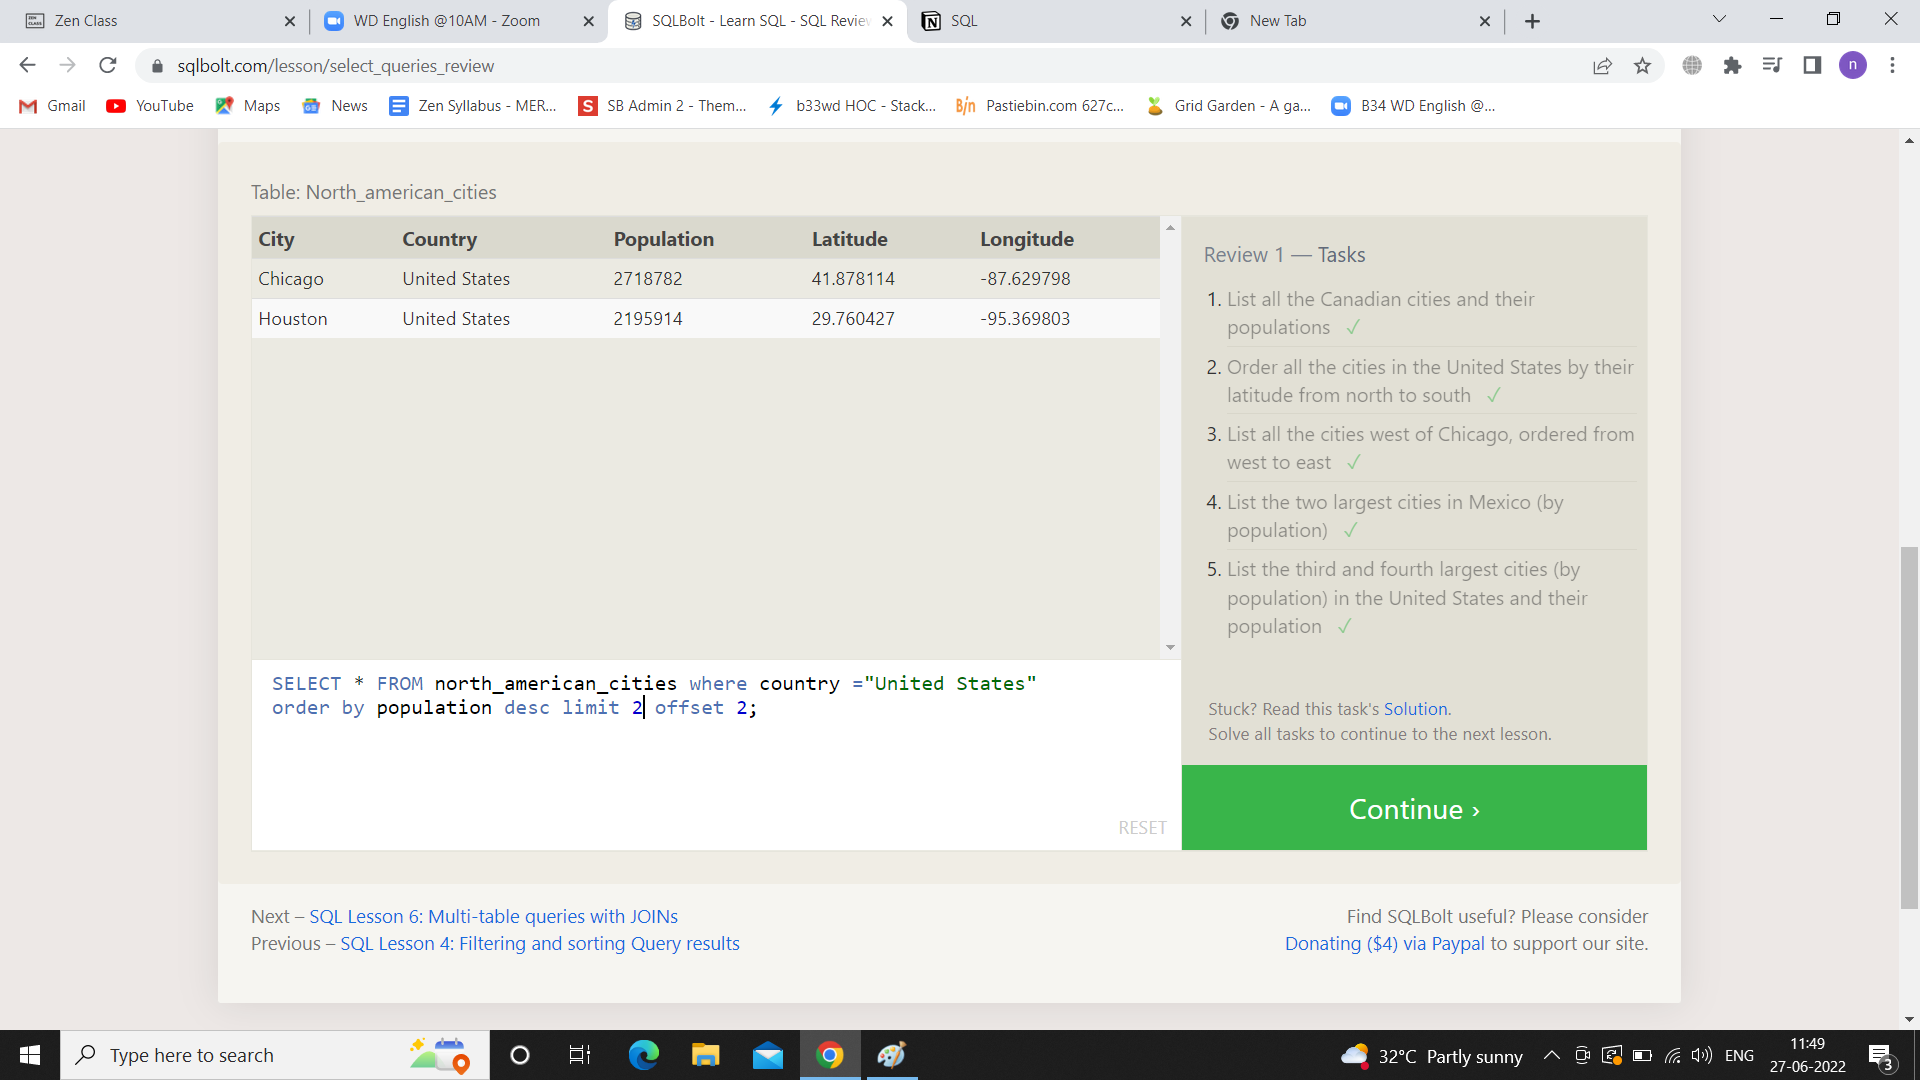 Zen Class
WD English @10AM - Zoom
SQLBolt - Learn SQL - SQL Review
SQL
New Tab
sqlbolt.com/lesson/select_queries_review
n
Gmail
YouTube
Maps
News
Zen Syllabus - MER...
SB Admin 2 - Them...
b33wd HOC - Stack...
Pastiebin.com 627c...
Grid Garden - A ga...
B34 WD English @...
Table: North_american_cities
City Country Population Latitude Longitude
Chicago United States 2718782 41.878114 -87.629798
Houston United States 2195914 29.760427 -95.369803
Review 1 — Tasks
1. List all the Canadian cities and their
populations ✓
2. Order all the cities in the United States by their
latitude from north to south ✓
3. List all the cities west of Chicago, ordered from
west to east ✓
4. List the two largest cities in Mexico (by
population) ✓
5. List the third and fourth largest cities (by
population) in the United States and their
population ✓
SELECT * FROM north_american_cities where country ="United States"
order by population desc limit 2 offset 2;
RESET
Stuck? Read this task's Solution.
Solve all tasks to continue to the next lesson.
Continue ›
Next – SQL Lesson 6: Multi-table queries with JOINs
Previous – SQL Lesson 4: Filtering and sorting Query results
Find SQLBolt useful? Please consider
Donating ($4) via Paypal to support our site.
Type here to search
32°C Partly sunny
ENG
11:49
27-06-2022
3